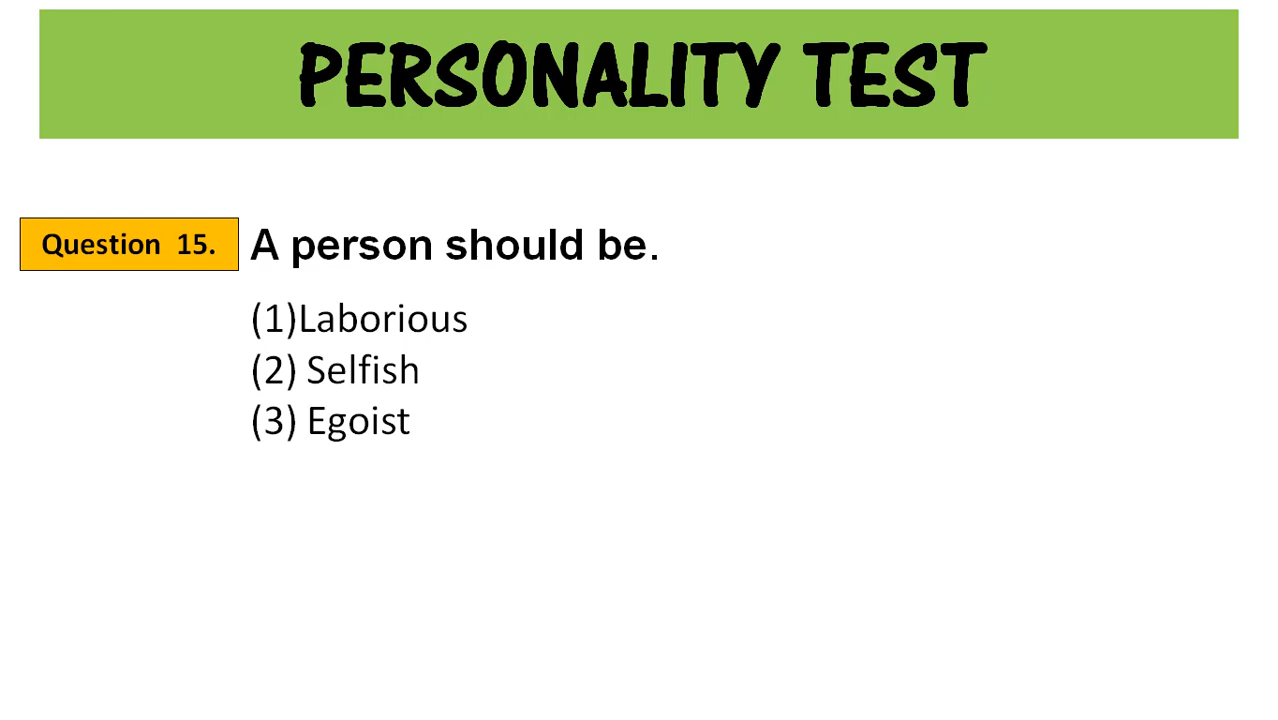 PERSONALITY TEST
Question 15. A person should be.
(1)Laborious
(2) Selfish
(3) Egoist